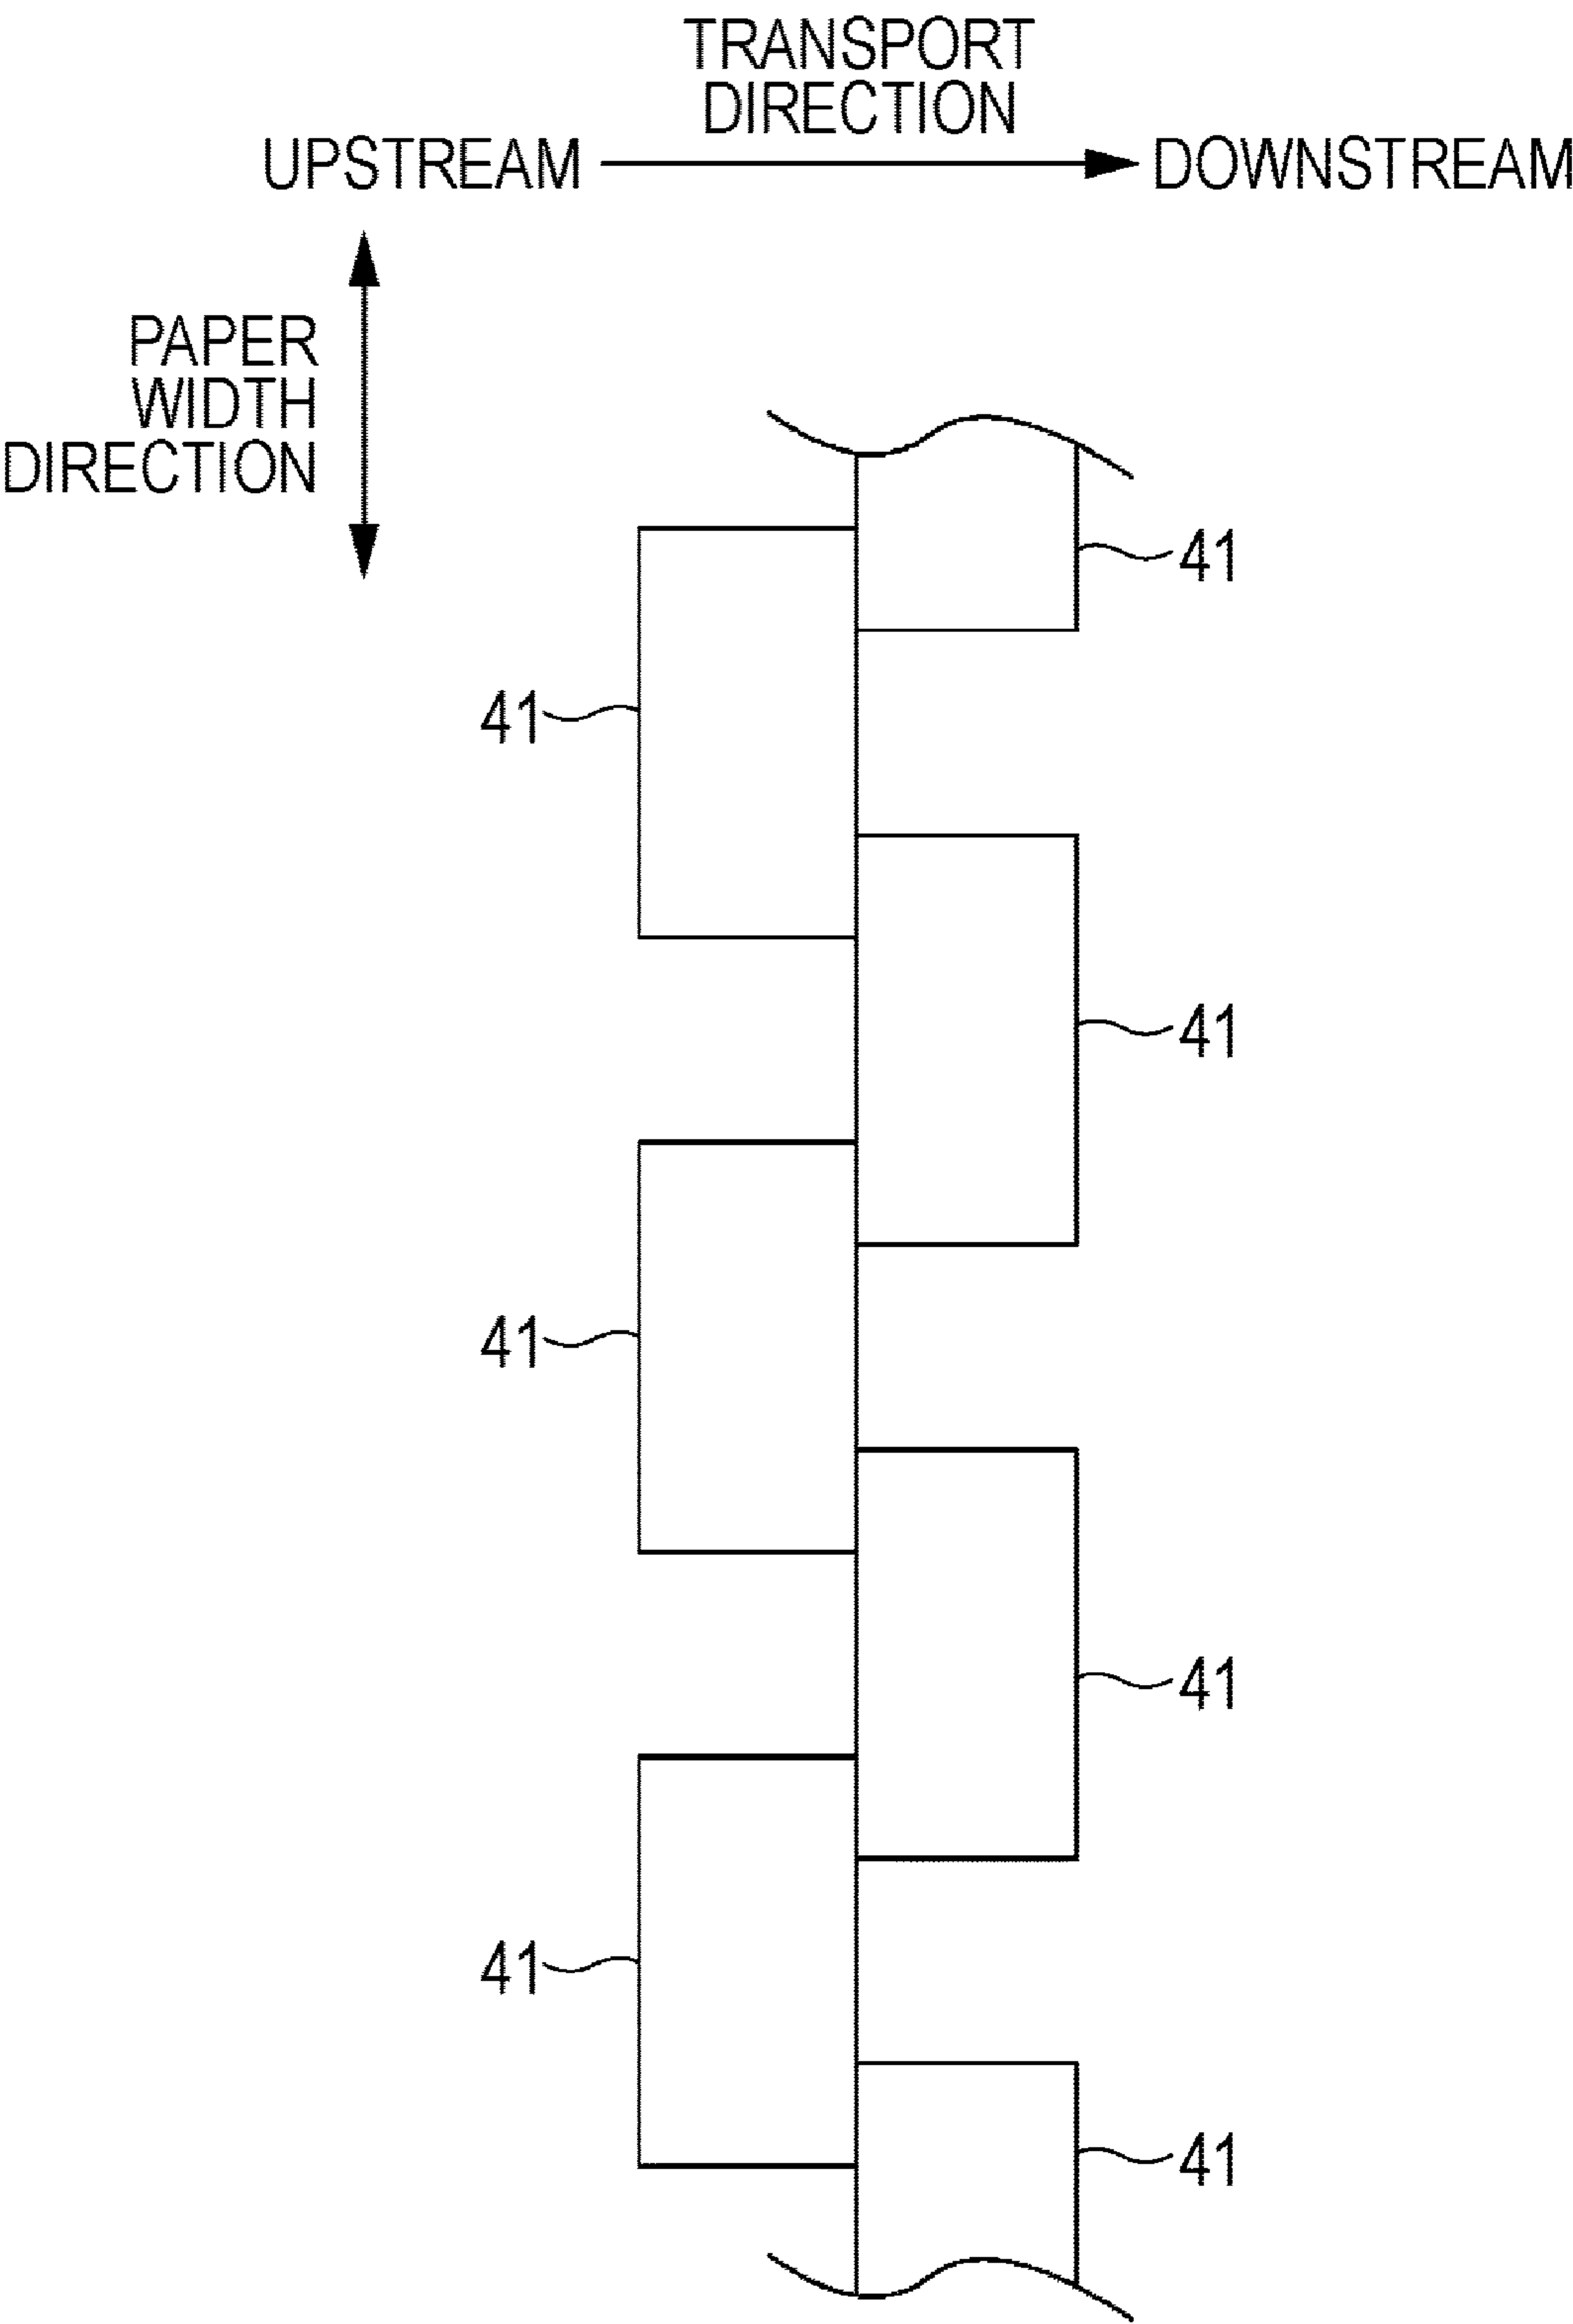 TRANSPORT
DIRECTION
UPSTREAM
DOWNSTREAM
PAPER
WIDTH
DIRECTION
41
41
41
41
41
41
41